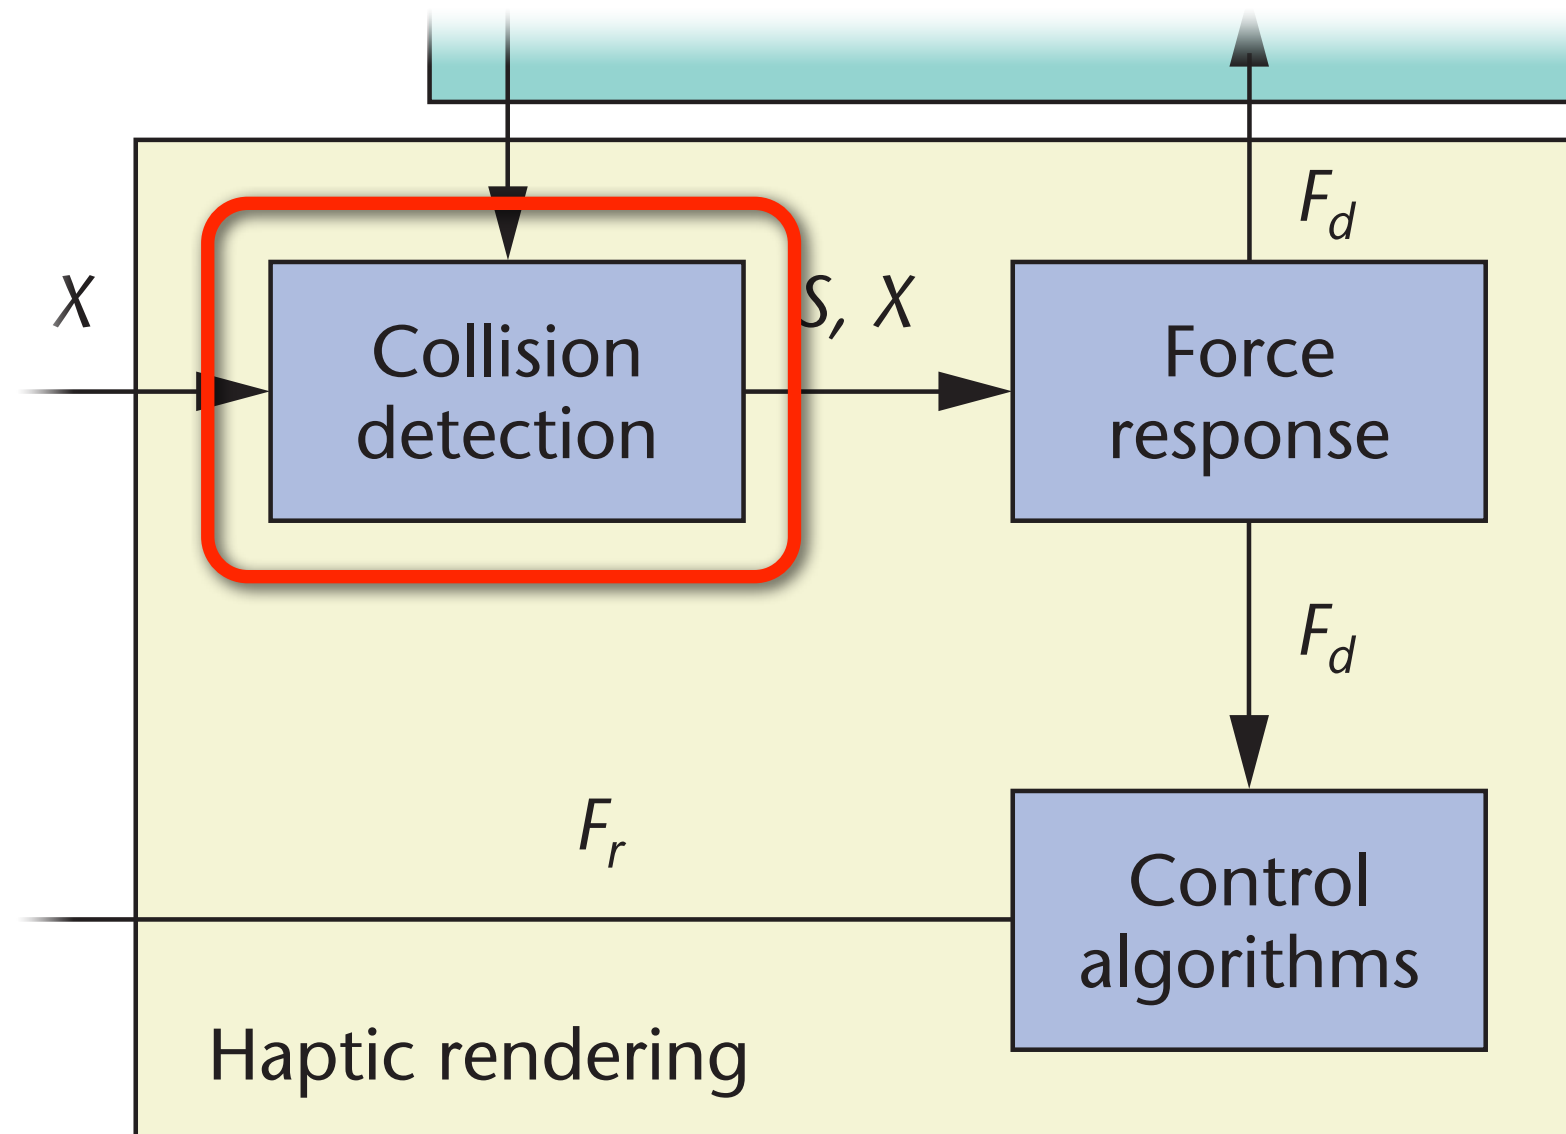 F_d
X
S, X
Collision
detection
Force
response
F_d
F_r
Control
algorithms
Haptic rendering